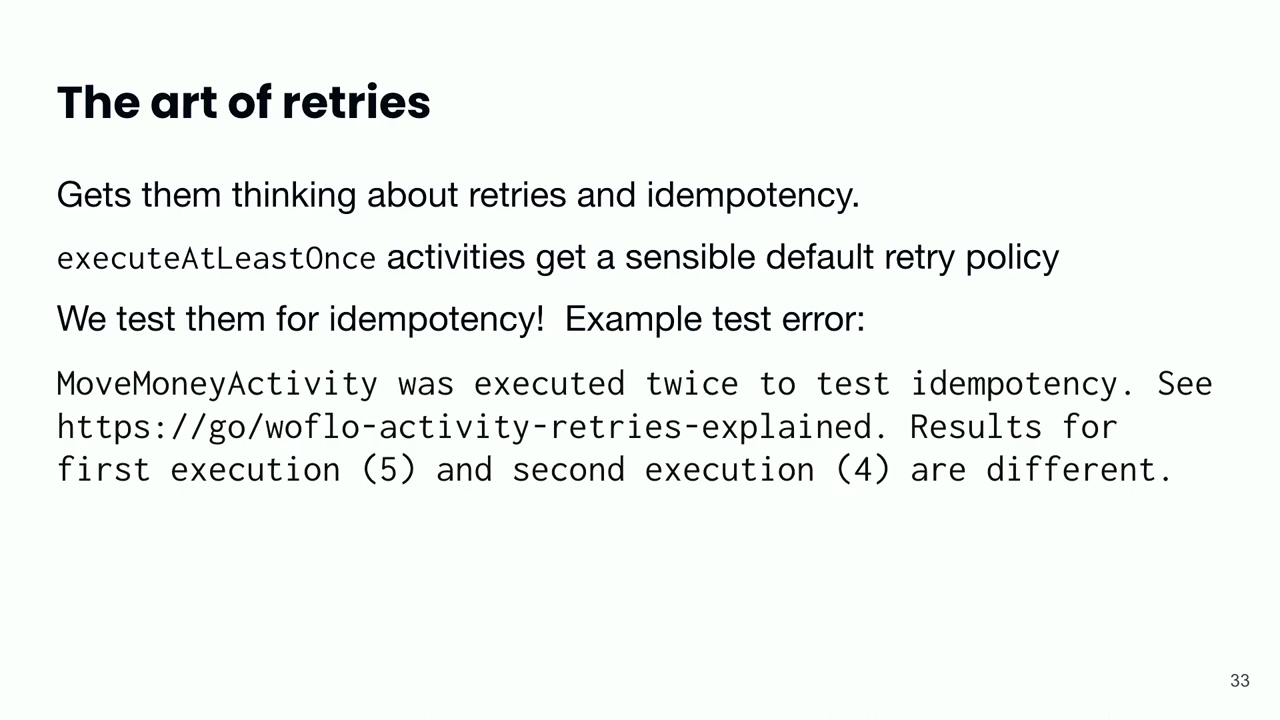 The art of retries
Gets them thinking about retries and idempotency.
executeAtLeastOnce activities get a sensible default retry policy
We test them for idempotency!  Example test error:
MoveMoneyActivity was executed twice to test idempotency. See
https://go/woflo-activity-retries-explained. Results for
first execution (5) and second execution (4) are different.
33